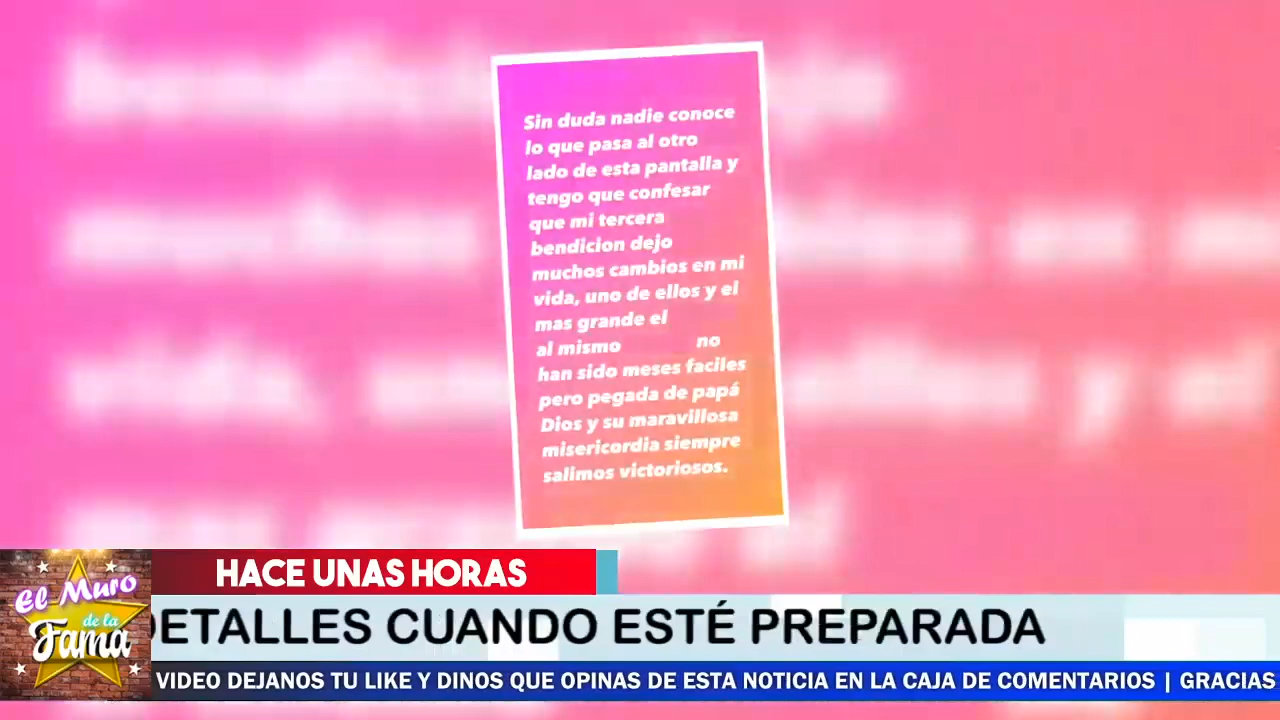 Sin duda nadie conoce
lo que pasa al otro
lado de esta pantalla y
tengo que confesar
que mi tercera
bendicion dejo
muchos cambios en mi
vida, uno de ellos y el
mas grande el
al mismo no
han sido meses faciles
pero pegada de papá
Dios y su maravillosa
misericordia siempre
salimos victoriosos.
HACE UNAS HORAS
El Muro
de la
Fama
DETALLES CUANDO ESTÉ PREPARADA
VIDEO DEJANOS TU LIKE Y DINOS QUE OPINAS DE ESTA NOTICIA EN LA CAJA DE COMENTARIOS | GRACIAS